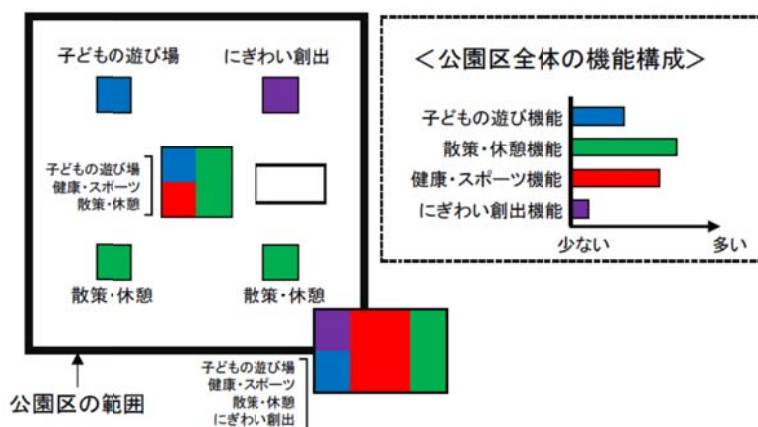 子どもの遊び場
にぎわい創出
子どもの遊び場
健康・スポーツ
散策・休憩
散策・休憩
散策・休憩
公園区の範囲
子どもの遊び場
健康・スポーツ
散策・休憩
にぎわい創出
＜公園区全体の機能構成＞
子どもの遊び機能
散策・休憩機能
健康・スポーツ機能
にぎわい創出機能
少ない
多い